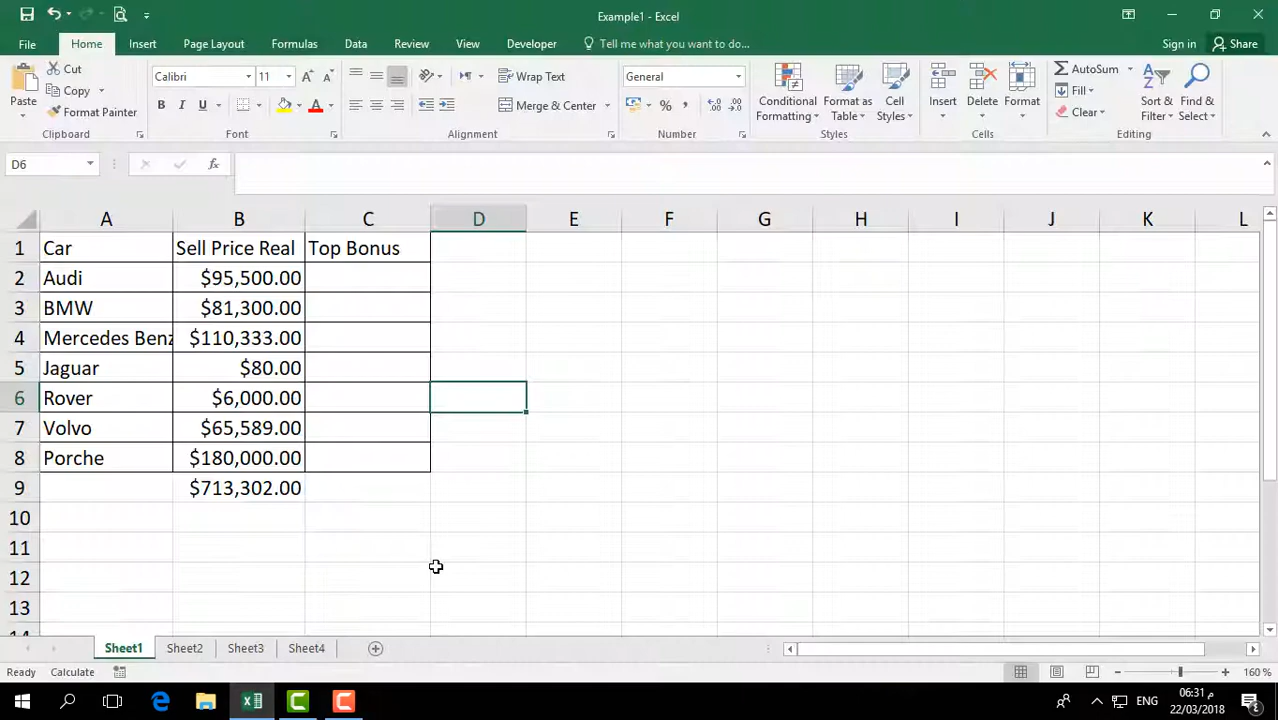 Example1 - Excel
File Home Insert Page Layout Formulas Data Review View Developer Tell me what you want to do... Sign in Share
Paste Cut Copy Format Painter
Calibri 11
B I U A
Wrap Text
Merge & Center
General
$ % ,
Conditional Formatting Format as Table Cell Styles
Insert Delete Format
AutoSum Fill Clear
Sort & Filter Find & Select
Clipboard Font Alignment Number Styles Cells Editing
D6 fx
A B C D E F G H I J K L
1 Car Sell Price Real Top Bonus
2 Audi $95,500.00
3 BMW $81,300.00
4 Mercedes Benz $110,333.00
5 Jaguar $80.00
6 Rover $6,000.00
7 Volvo $65,589.00
8 Porche $180,000.00
9 $713,302.00
10
11
12
13
Sheet1 Sheet2 Sheet3 Sheet4
Ready Calculate 160 %
ENG 06:31 م
22/03/2018